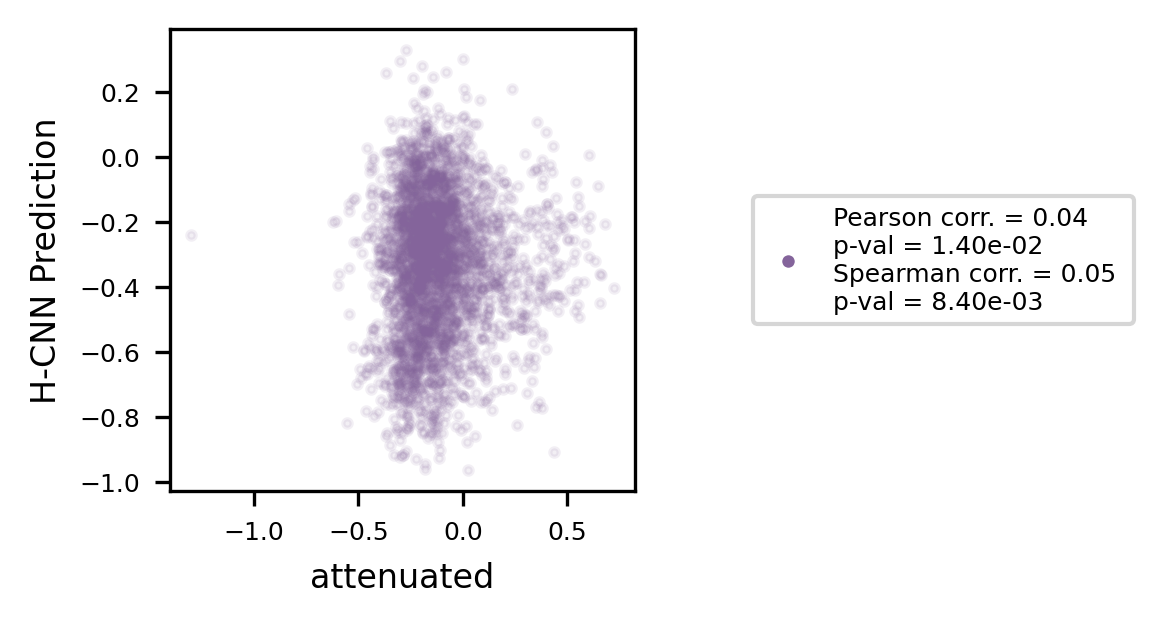 H-CNN Prediction
0.2
0.0
−0.2
−0.4
−0.6
−0.8
−1.0
−1.0
−0.5
0.0
0.5
attenuated
Pearson corr. = 0.04
p-val = 1.40e-02
Spearman corr. = 0.05
p-val = 8.40e-03